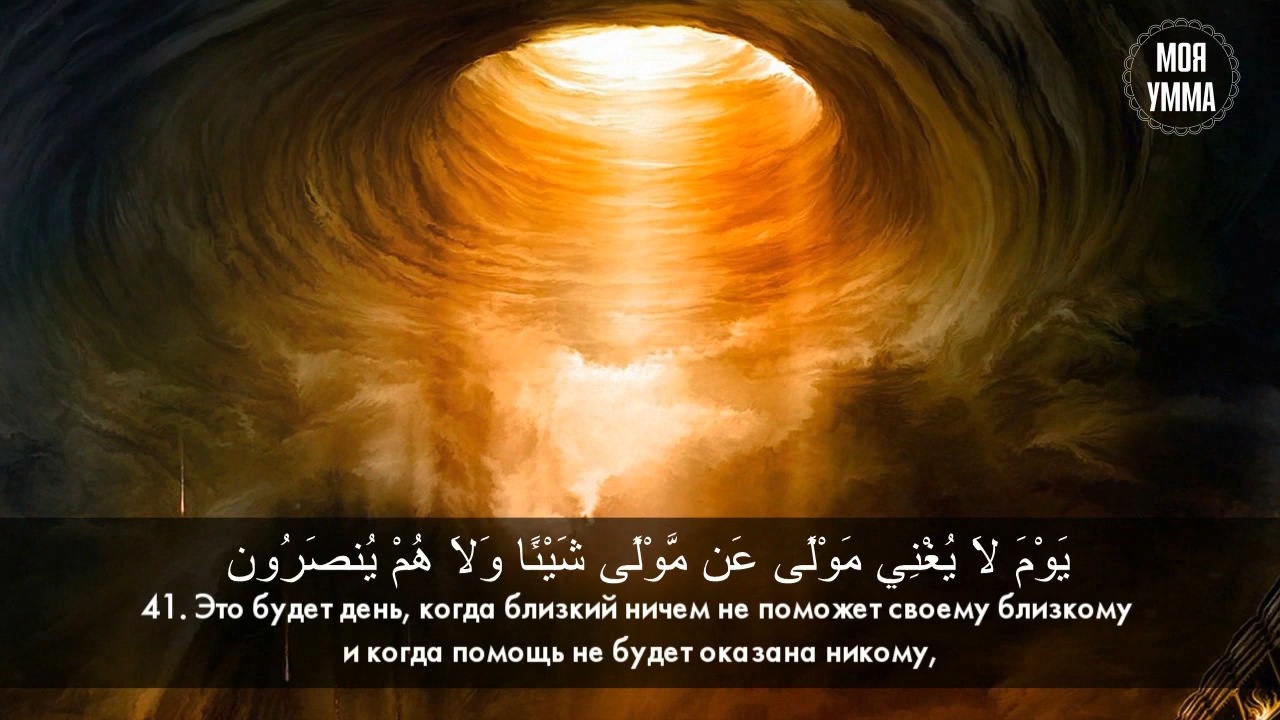 МОЯ
УММА
يَوْمَ لاَ يُغْنِي مَوْلًى عَن مَّوْلًى شَيْئًا وَلاَ هُمْ يُنصَرُون
41. Это будет день, когда близкий ничем не поможет своему близкому
и когда помощь не будет оказана никому,